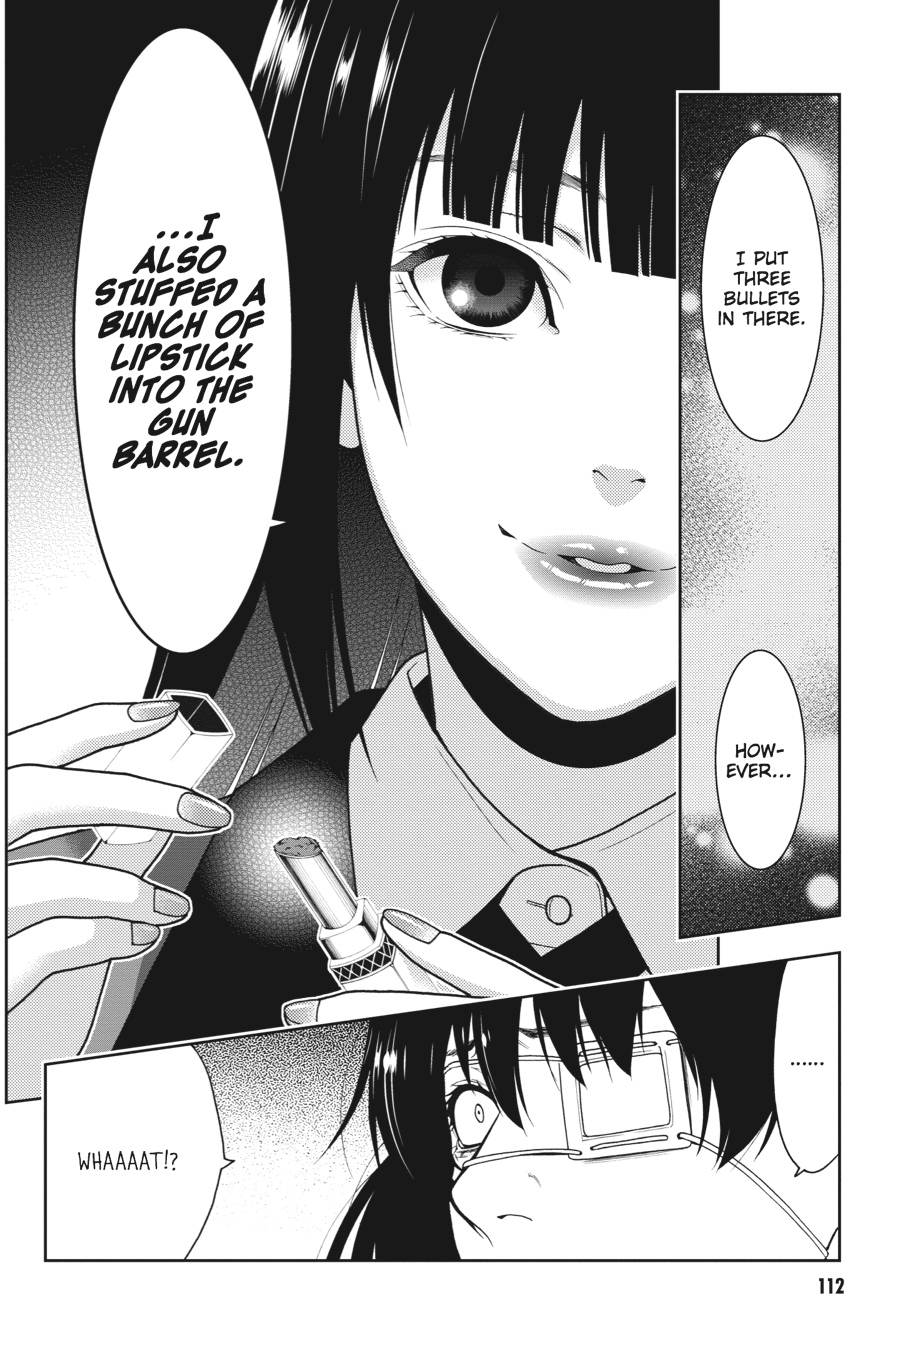 I PUT
THREE
BULLETS
IN THERE.
HOW-
EVER...
...I
ALSO
STUFFED A
BUNCH OF
LIPSTICK
INTO THE
GUN
BARREL.
......
WHAAAAT!?
112